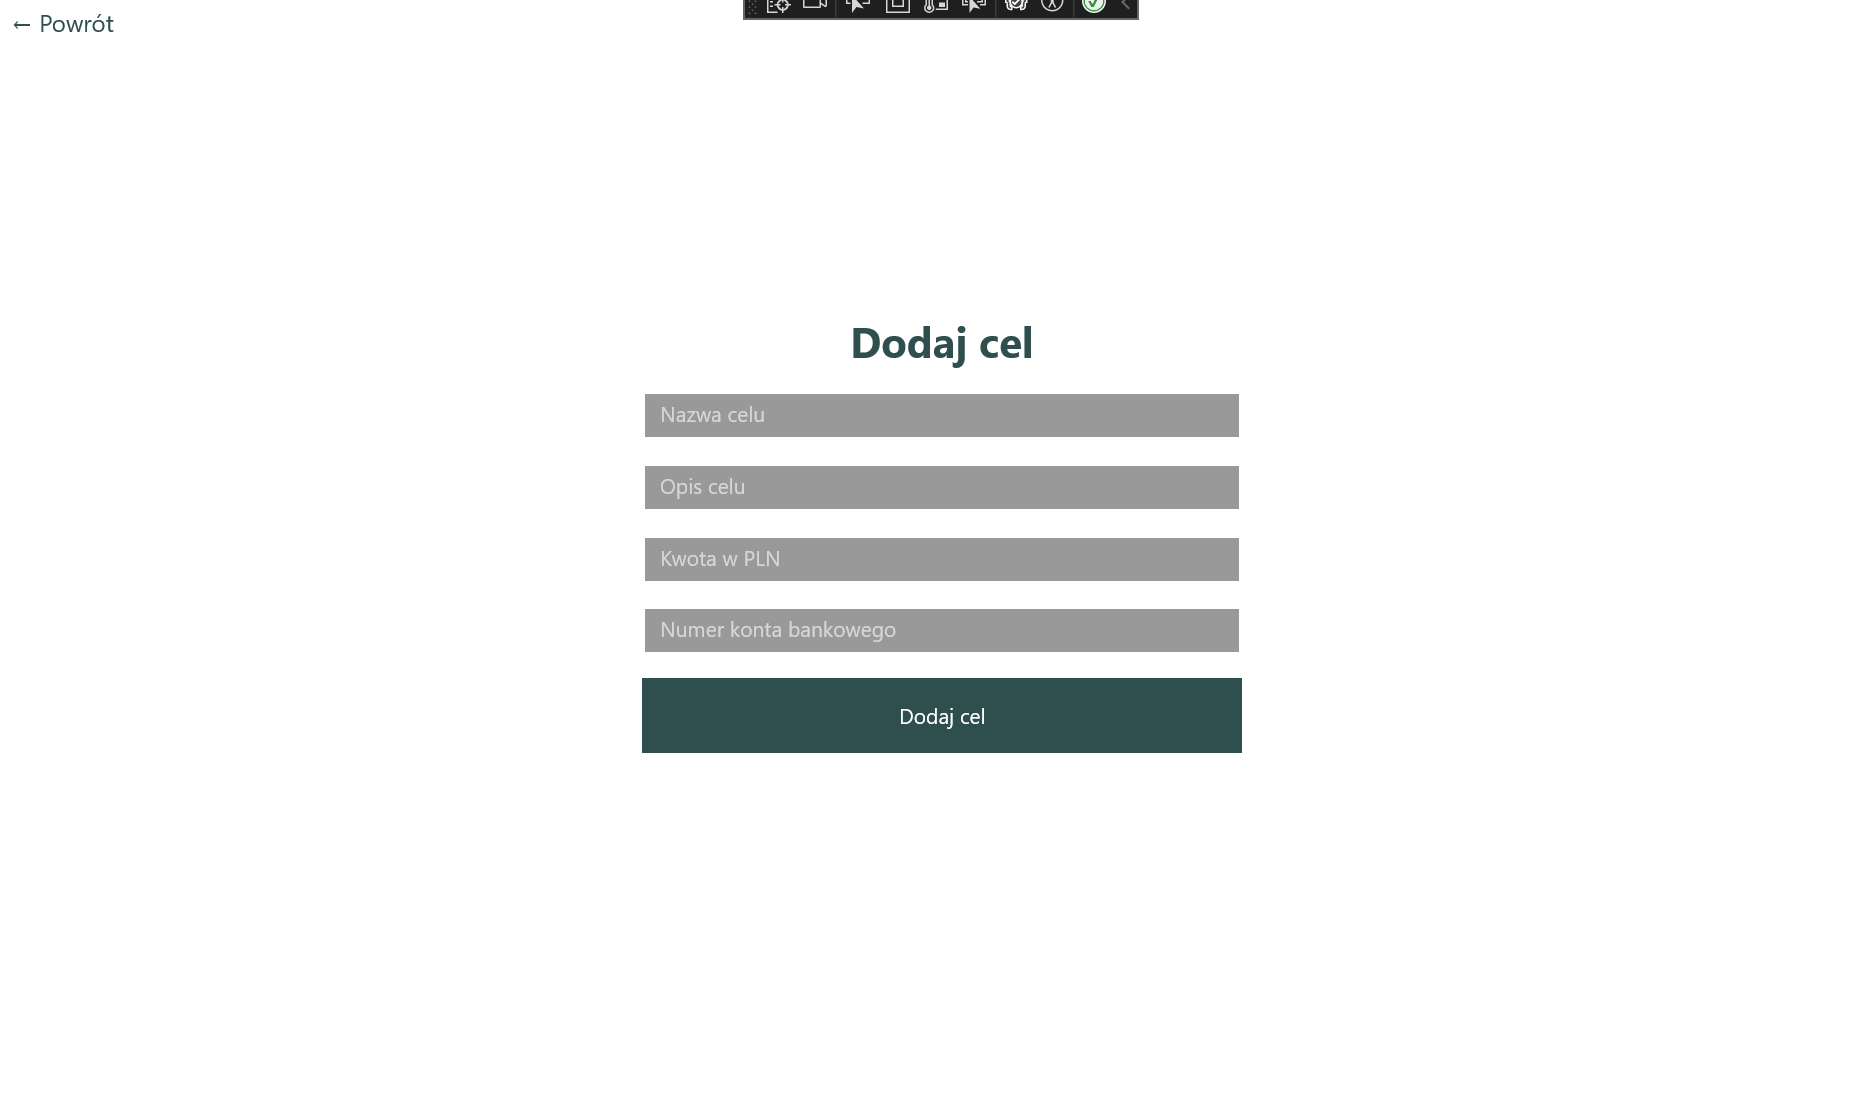 ← Powrót
Dodaj cel
Nazwa celu
Opis celu
Kwota w PLN
Numer konta bankowego
Dodaj cel